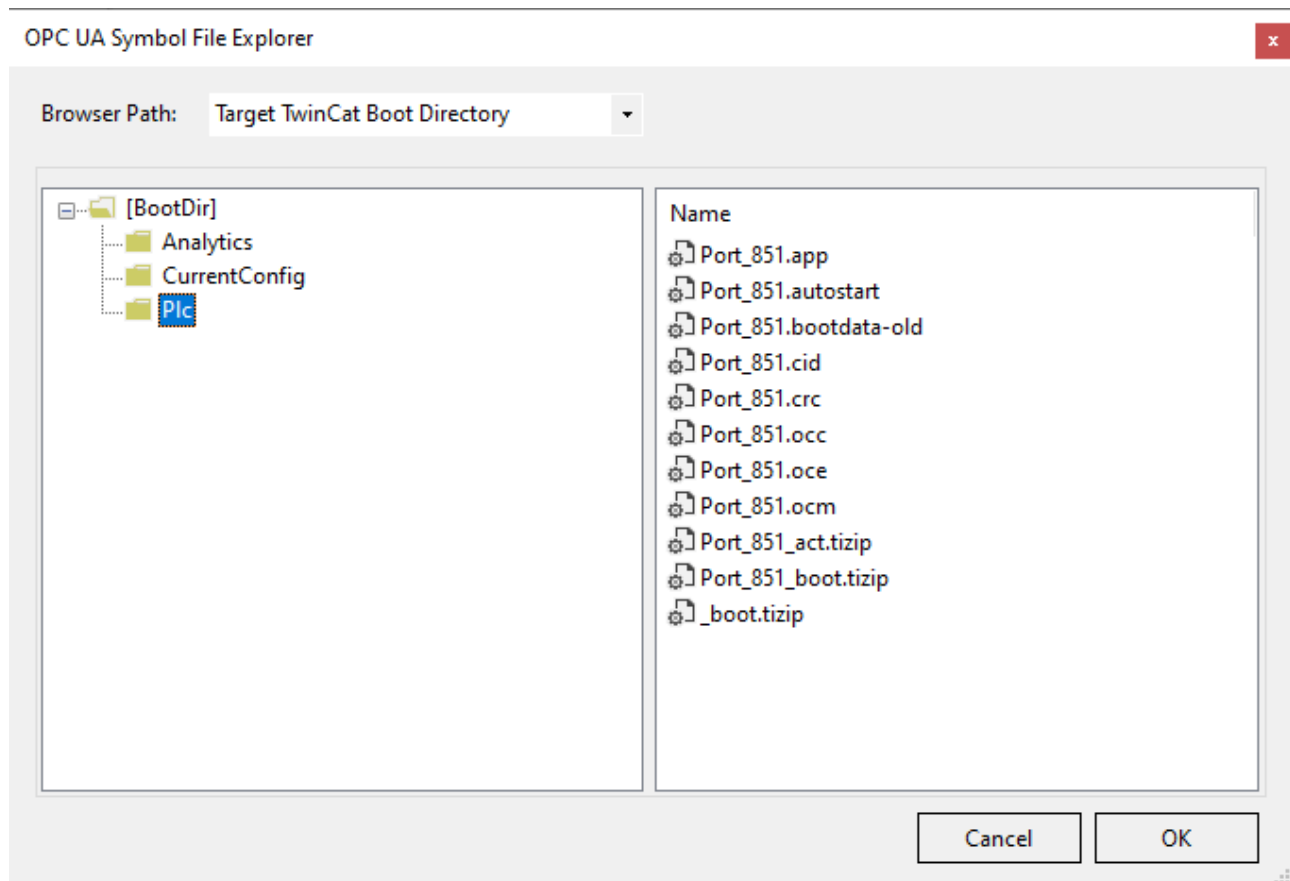 OPC UA Symbol File Explorer
x
Browser Path: Target TwinCat Boot Directory
[BootDir]
Analytics
CurrentConfig
Plc
Name
Port_851.app
Port_851.autostart
Port_851.bootdata-old
Port_851.cid
Port_851.crc
Port_851.occ
Port_851.oce
Port_851.ocm
Port_851_act.tizip
Port_851_boot.tizip
_boot.tizip
Cancel OK